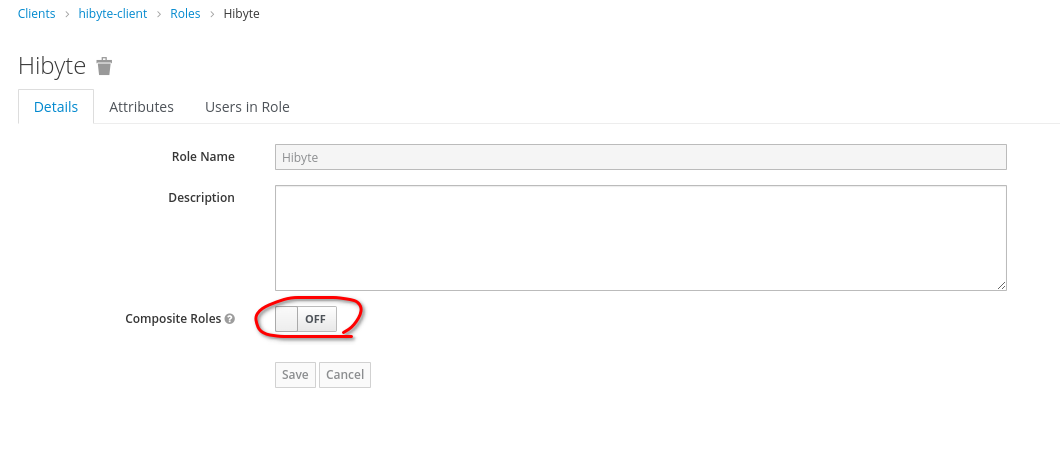 Clients › hibyte-client › Roles › Hibyte
Hibyte
Details Attributes Users in Role
Role Name Hibyte
Description
Composite Roles ? OFF
Save Cancel